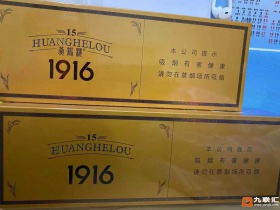 15
HUANGHELOU
黄鹤楼
1916
本公司提示
吸烟有害健康
请勿在禁烟场所吸烟
15
HUANGHELOU
1916
本公司提示
吸烟有害健康
请勿在禁烟场所吸烟
九联汇